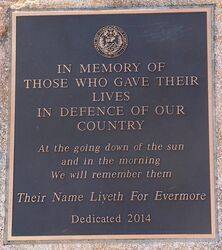 IN MEMORY OF
THOSE WHO GAVE THEIR
LIVES
IN DEFENCE OF OUR
COUNTRY
At the going down of the sun
and in the morning
We will remember them
Their Name Liveth For Evermore
Dedicated 2014